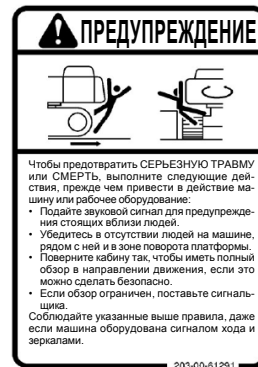 ПРЕДУПРЕЖДЕНИЕ
Чтобы предотвратить СЕРЬЕЗНУЮ ТРАВМУ
или СМЕРТЬ, выполните следующие дей-
ствия, прежде чем привести в действие ма-
шину или рабочее оборудование:
• Подайте звуковой сигнал для предупрежде-
ния стоящих вблизи людей.
• Убедитесь в отсутствии людей на машине,
рядом с ней и в зоне поворота платформы.
• Поверните кабину так, чтобы иметь полный
обзор в направлении движения, если это
можно сделать безопасно.
• Если обзор ограничен, поставьте сигналь-
щика.
Соблюдайте указанные выше правила, даже
если машина оборудована сигналом хода и
зеркалами.
203-00-61291